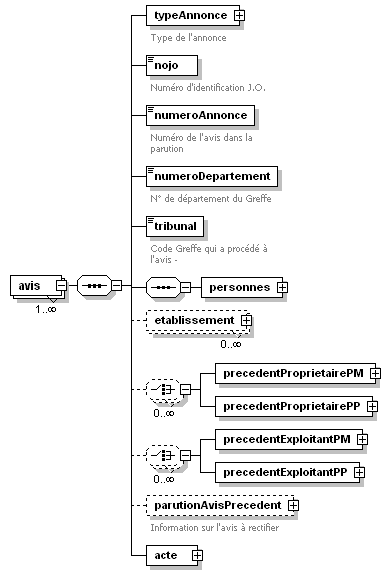 typeAnnonce
Type de l'annonce
nojo
Numéro d'identification J.O.
numeroAnnonce
Numéro de l'avis dans la
parution
numeroDepartement
N° de département du Greffe
tribunal
Code Greffe qui a procédé à
l'avis -
avis
1..∞
personnes
etablissement
0..∞
precedentProprietairePM
precedentProprietairePP
0..∞
precedentExploitantPM
precedentExploitantPP
0..∞
parutionAvisPrecedent
Information sur l'avis à rectifier
acte